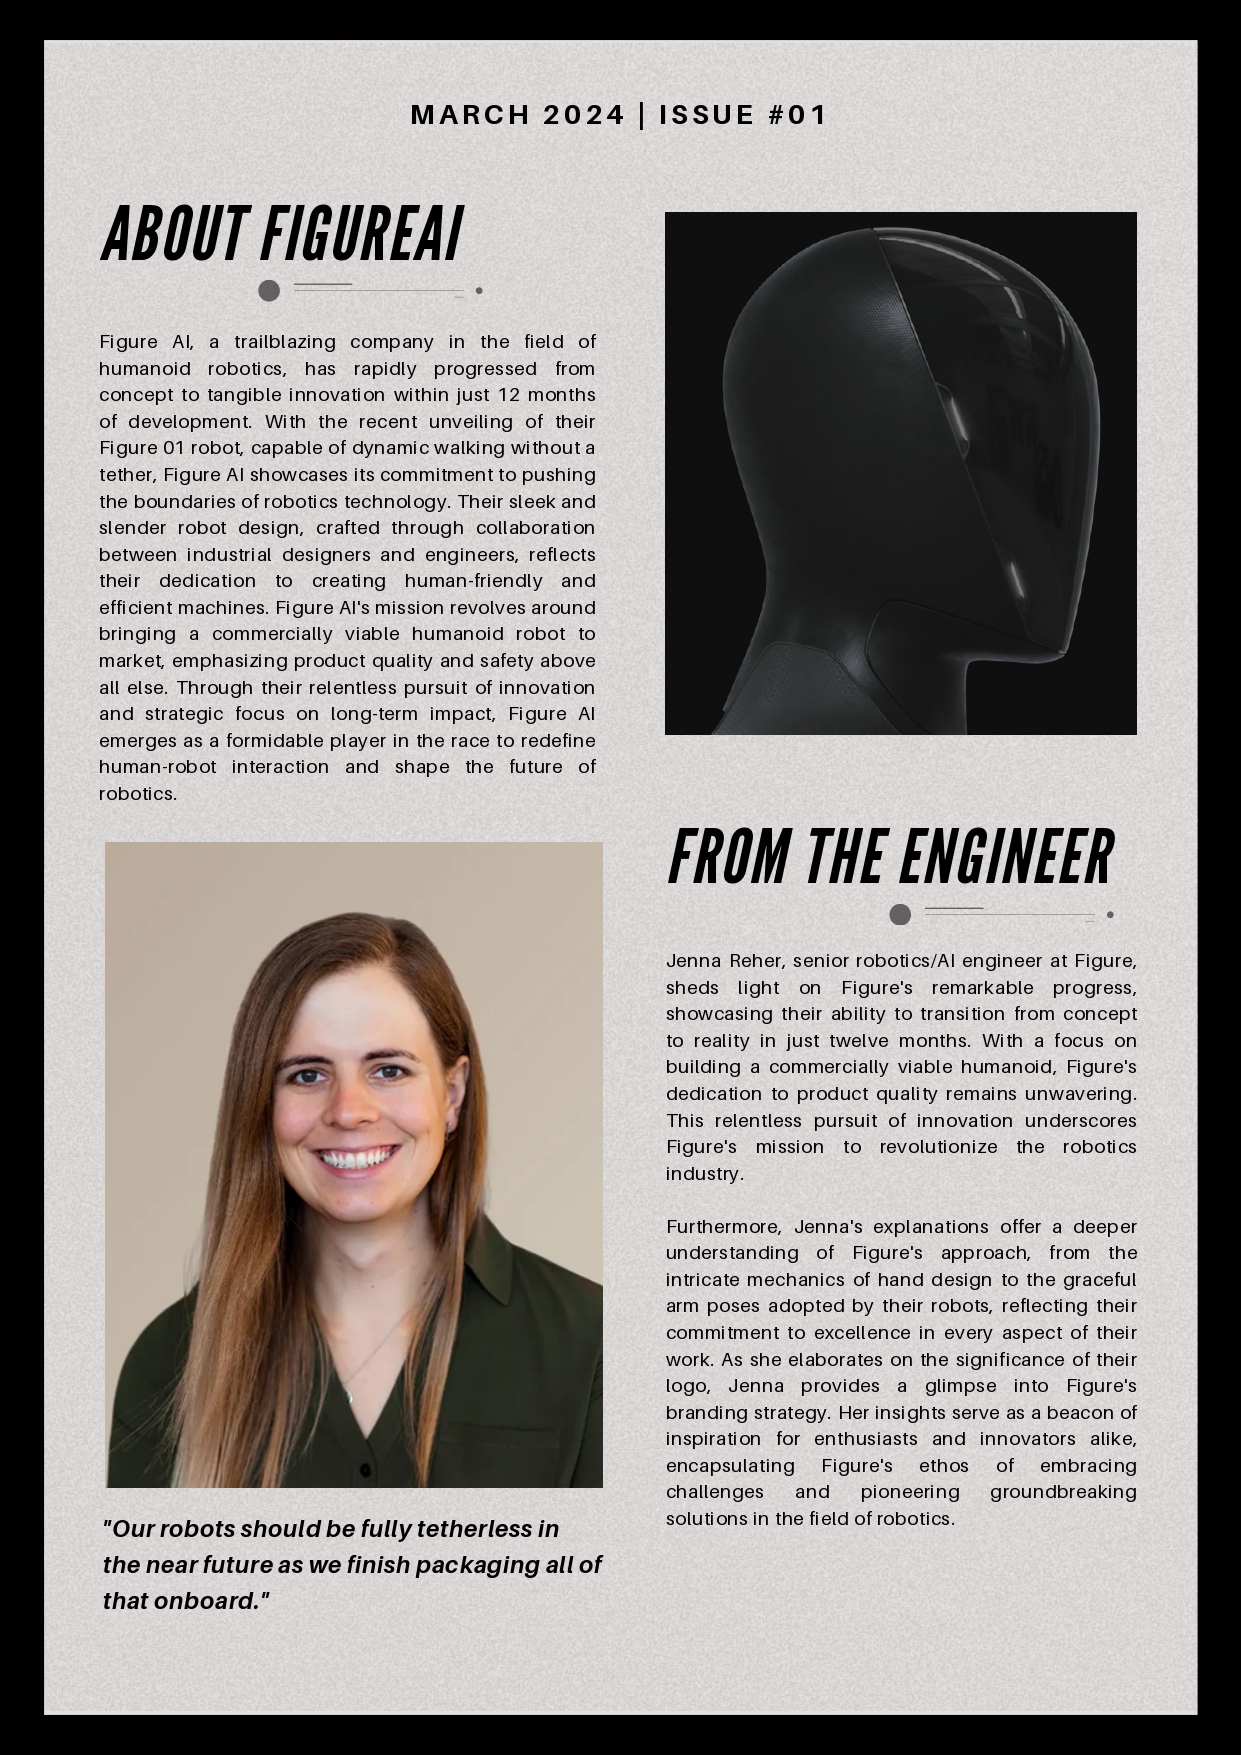 MARCH 2024 | ISSUE #01
ABOUT FIGUREAI
Figure AI, a trailblazing company in the field of
humanoid robotics, has rapidly progressed from
concept to tangible innovation within just 12 months
of development. With the recent unveiling of their
Figure 01 robot, capable of dynamic walking without a
tether, Figure AI showcases its commitment to pushing
the boundaries of robotics technology. Their sleek and
slender robot design, crafted through collaboration
between industrial designers and engineers, reflects
their dedication to creating human-friendly and
efficient machines. Figure AI's mission revolves around
bringing a commercially viable humanoid robot to
market, emphasizing product quality and safety above
all else. Through their relentless pursuit of innovation
and strategic focus on long-term impact, Figure AI
emerges as a formidable player in the race to redefine
human-robot interaction and shape the future of
robotics.
"Our robots should be fully tetherless in
the near future as we finish packaging all of
that onboard."
FROM THE ENGINEER
Jenna Reher, senior robotics/AI engineer at Figure,
sheds light on Figure's remarkable progress,
showcasing their ability to transition from concept
to reality in just twelve months. With a focus on
building a commercially viable humanoid, Figure's
dedication to product quality remains unwavering.
This relentless pursuit of innovation underscores
Figure's mission to revolutionize the robotics
industry.
Furthermore, Jenna's explanations offer a deeper
understanding of Figure's approach, from the
intricate mechanics of hand design to the graceful
arm poses adopted by their robots, reflecting their
commitment to excellence in every aspect of their
work. As she elaborates on the significance of their
logo, Jenna provides a glimpse into Figure's
branding strategy. Her insights serve as a beacon of
inspiration for enthusiasts and innovators alike,
encapsulating Figure's ethos of embracing
challenges and pioneering groundbreaking
solutions in the field of robotics.